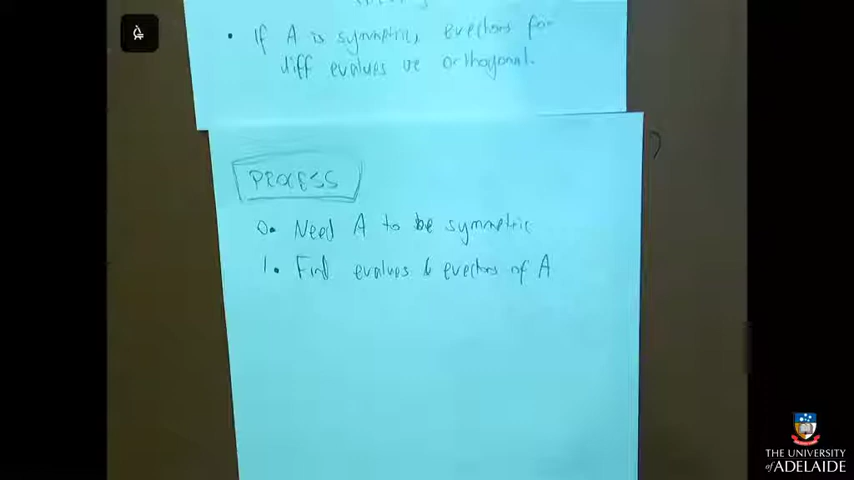 • If A is symmetric, evectors for
diff evalues are orthogonal.
PROCESS
0. Need A to be symmetric
1. Find evalues & evectors of A
THE UNIVERSITY
of ADELAIDE